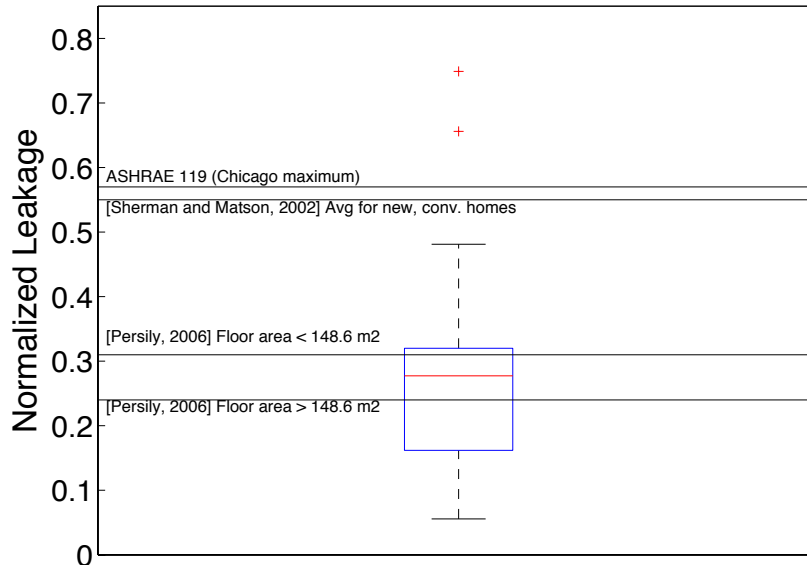 0.8
0.7
0.6
ASHRAE 119 (Chicago maximum)
[Sherman and Matson, 2002] Avg for new, conv. homes
0.5
0.4
[Persily, 2006] Floor area < 148.6 m2
0.3
[Persily, 2006] Floor area > 148.6 m2
0.2
0.1
0
Normalized Leakage